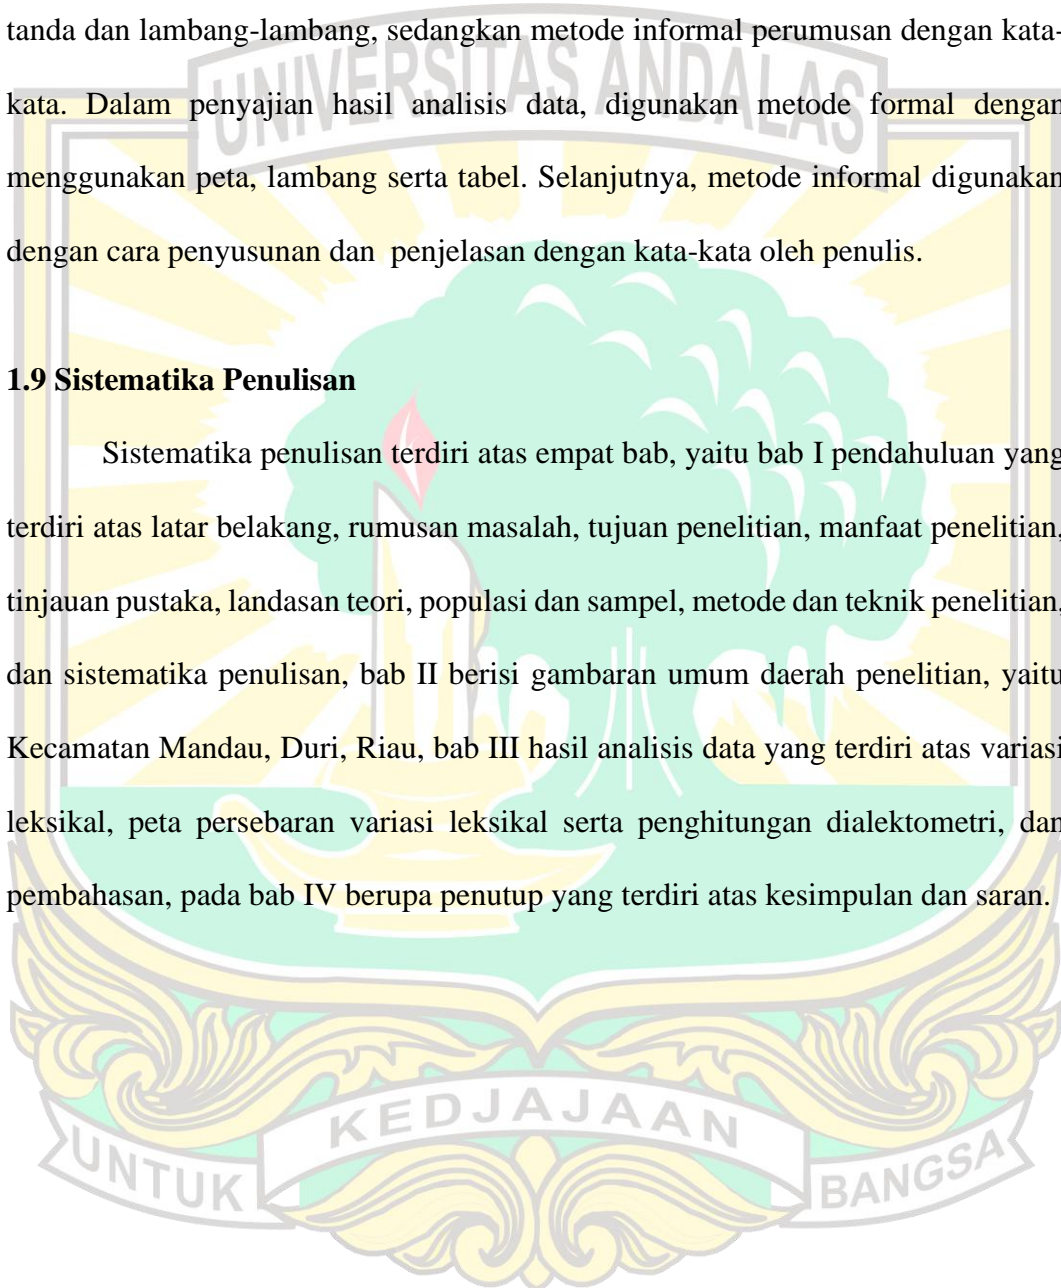 tanda dan lambang-lambang, sedangkan metode informal perumusan dengan kata-
kata. Dalam penyajian hasil analisis data, digunakan metode formal dengan
menggunakan peta, lambang serta tabel. Selanjutnya, metode informal digunakan
dengan cara penyusunan dan penjelasan dengan kata-kata oleh penulis.
1.9 Sistematika Penulisan
Sistematika penulisan terdiri atas empat bab, yaitu bab I pendahuluan yang
terdiri atas latar belakang, rumusan masalah, tujuan penelitian, manfaat penelitian,
tinjauan pustaka, landasan teori, populasi dan sampel, metode dan teknik penelitian,
dan sistematika penulisan, bab II berisi gambaran umum daerah penelitian, yaitu
Kecamatan Mandau, Duri, Riau, bab III hasil analisis data yang terdiri atas variasi
leksikal, peta persebaran variasi leksikal serta penghitungan dialektometri, dan
pembahasan, pada bab IV berupa penutup yang terdiri atas kesimpulan dan saran.
UNIVERSITAS ANDALAS
UNTUK KEDJAJAAN BANGSA